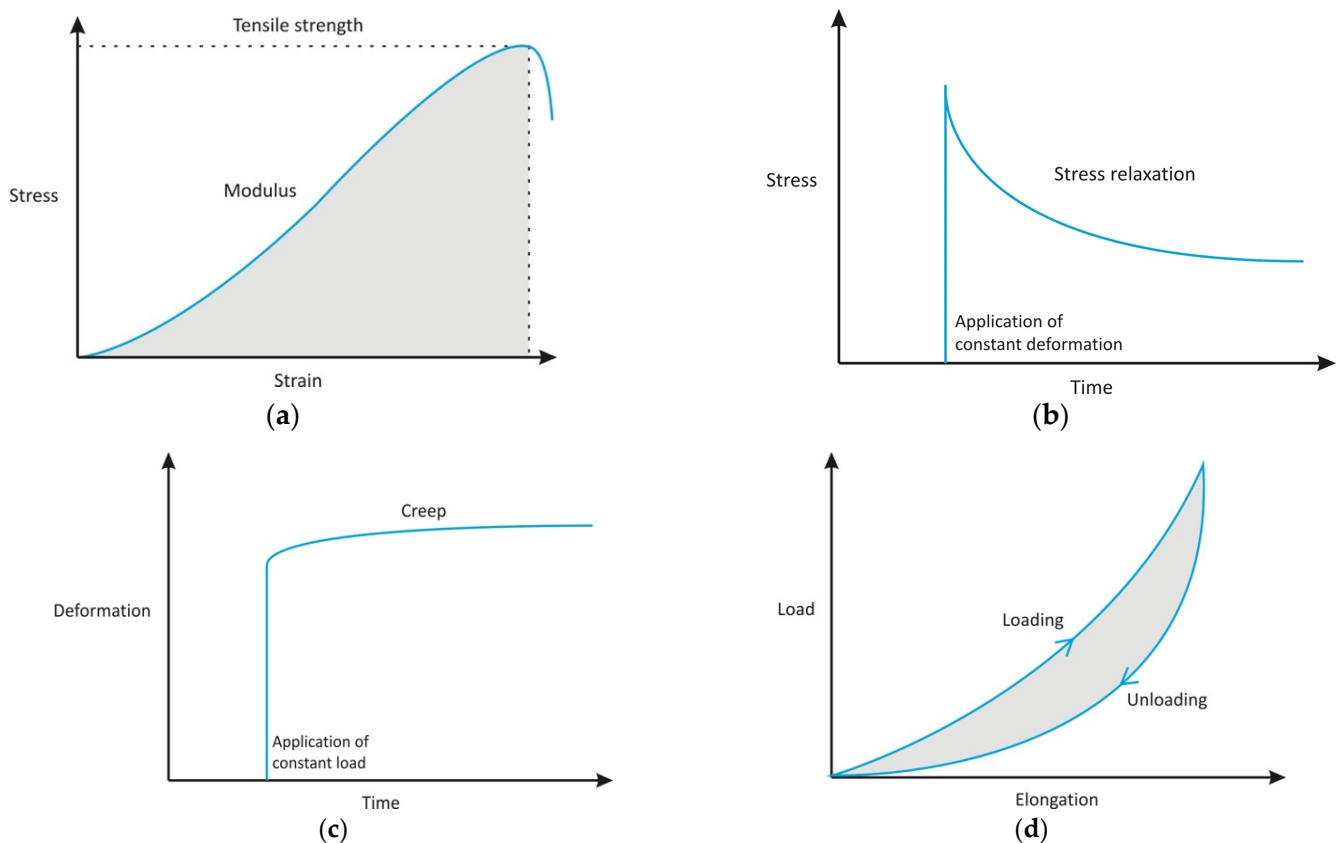 Tensile strength
Modulus
Stress
Strain
(a)
Stress
Stress relaxation
Application of
constant deformation
Time
(b)
Creep
Deformation
Application of
constant load
Time
(c)
Load
Loading
Unloading
Elongation
(d)